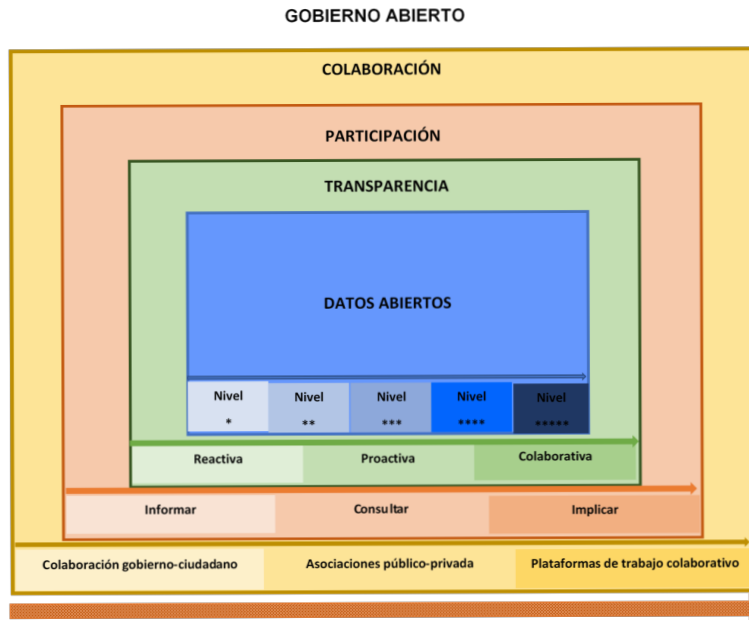 GOBIERNO ABIERTO
COLABORACIÓN
PARTICIPACIÓN
TRANSPARENCIA
DATOS ABIERTOS
Nivel Nivel Nivel Nivel Nivel
* ** *** **** *****
Reactiva Proactiva Colaborativa
Informar Consultar Implicar
Colaboración gobierno-ciudadano Asociaciones público-privada Plataformas de trabajo colaborativo